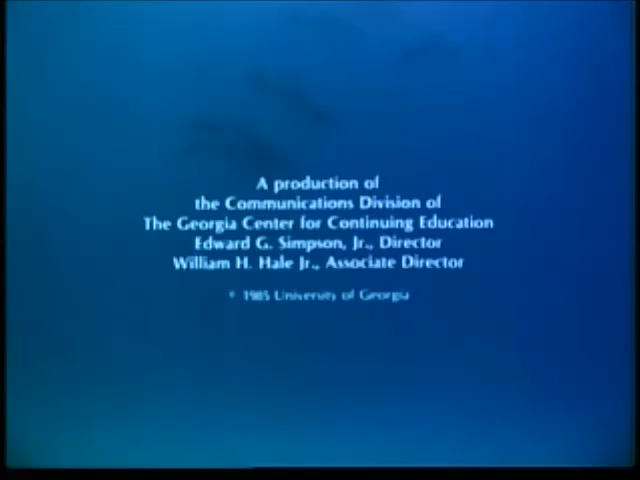 A production of
the Communications Division of
The Georgia Center for Continuing Education
Edward G. Simpson, Jr., Director
William H. Hale Jr., Associate Director
© 1985 University of Georgia